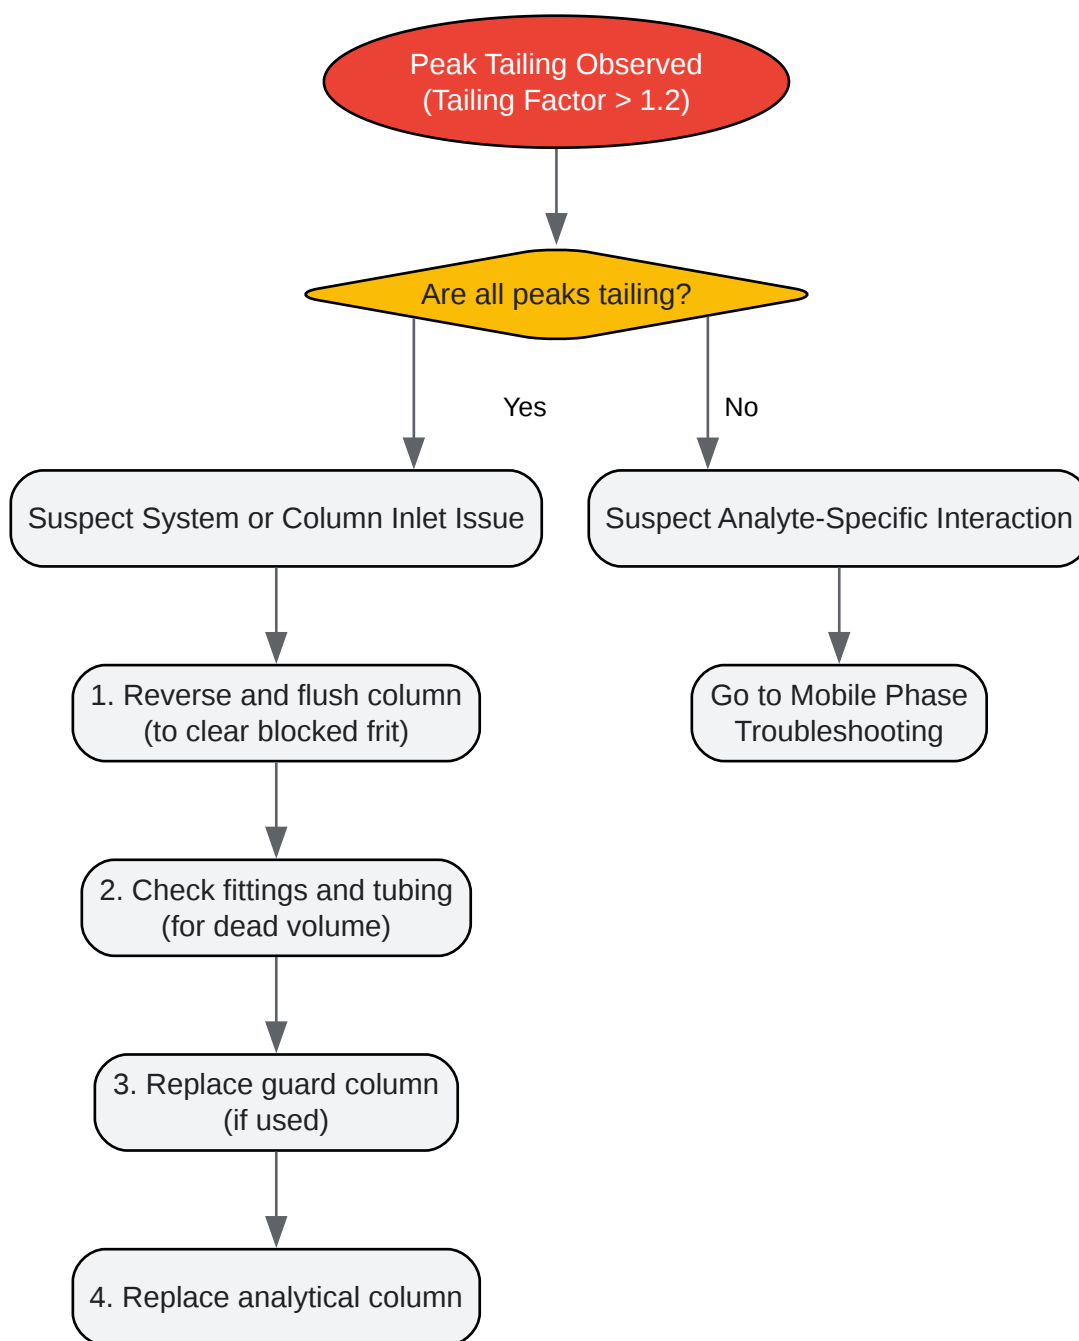 Peak Tailing Observed
(Tailing Factor > 1.2)
Are all peaks tailing?
Yes
No
Suspect System or Column Inlet Issue
Suspect Analyte-Specific Interaction
1. Reverse and flush column
(to clear blocked frit)
Go to Mobile Phase
Troubleshooting
2. Check fittings and tubing
(for dead volume)
3. Replace guard column
(if used)
4. Replace analytical column